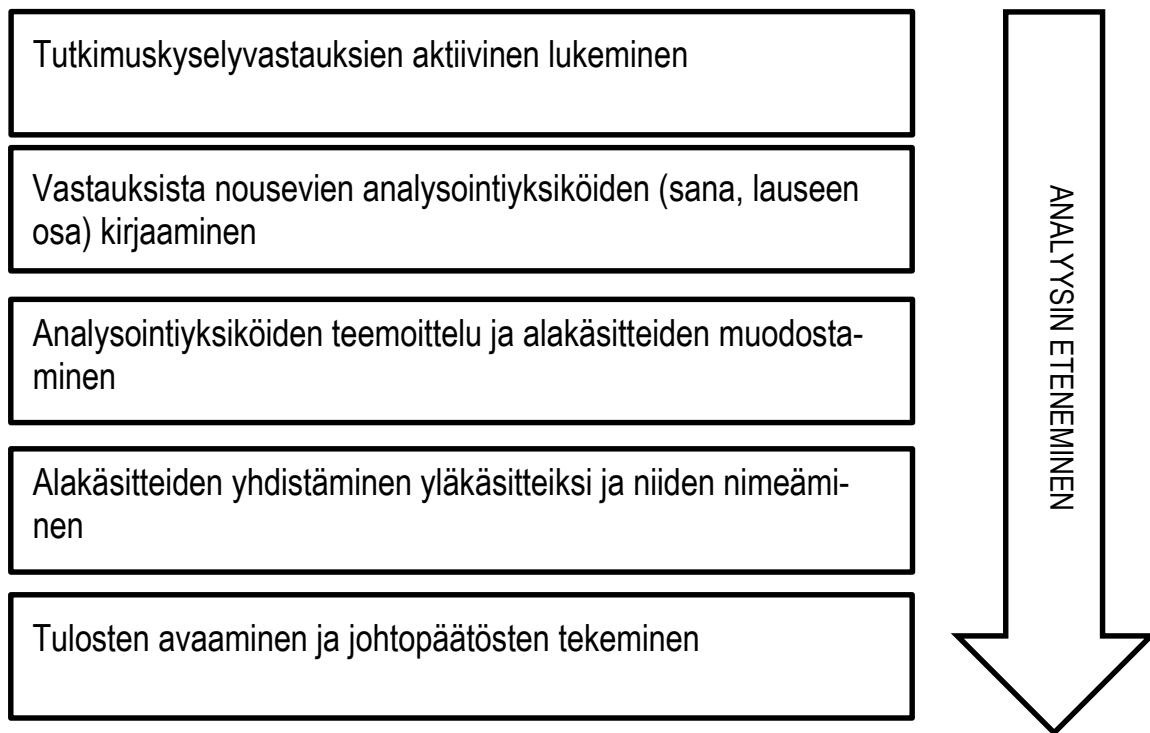 Tutkimuskyselyvastauksien aktiivinen lukeminen
Vastauksista nousevien analysointiyksiköiden (sana, lauseen
osa) kirjaaminen
Analysointiyksiköiden teemoittelu ja alakäsitteiden muodosta-
minen
Alakäsitteiden yhdistäminen yläkäsitteiksi ja niiden nimeämi-
nen
Tulosten avaaminen ja johtopäätösten tekeminen
ANALYYSIN ETENEMINEN